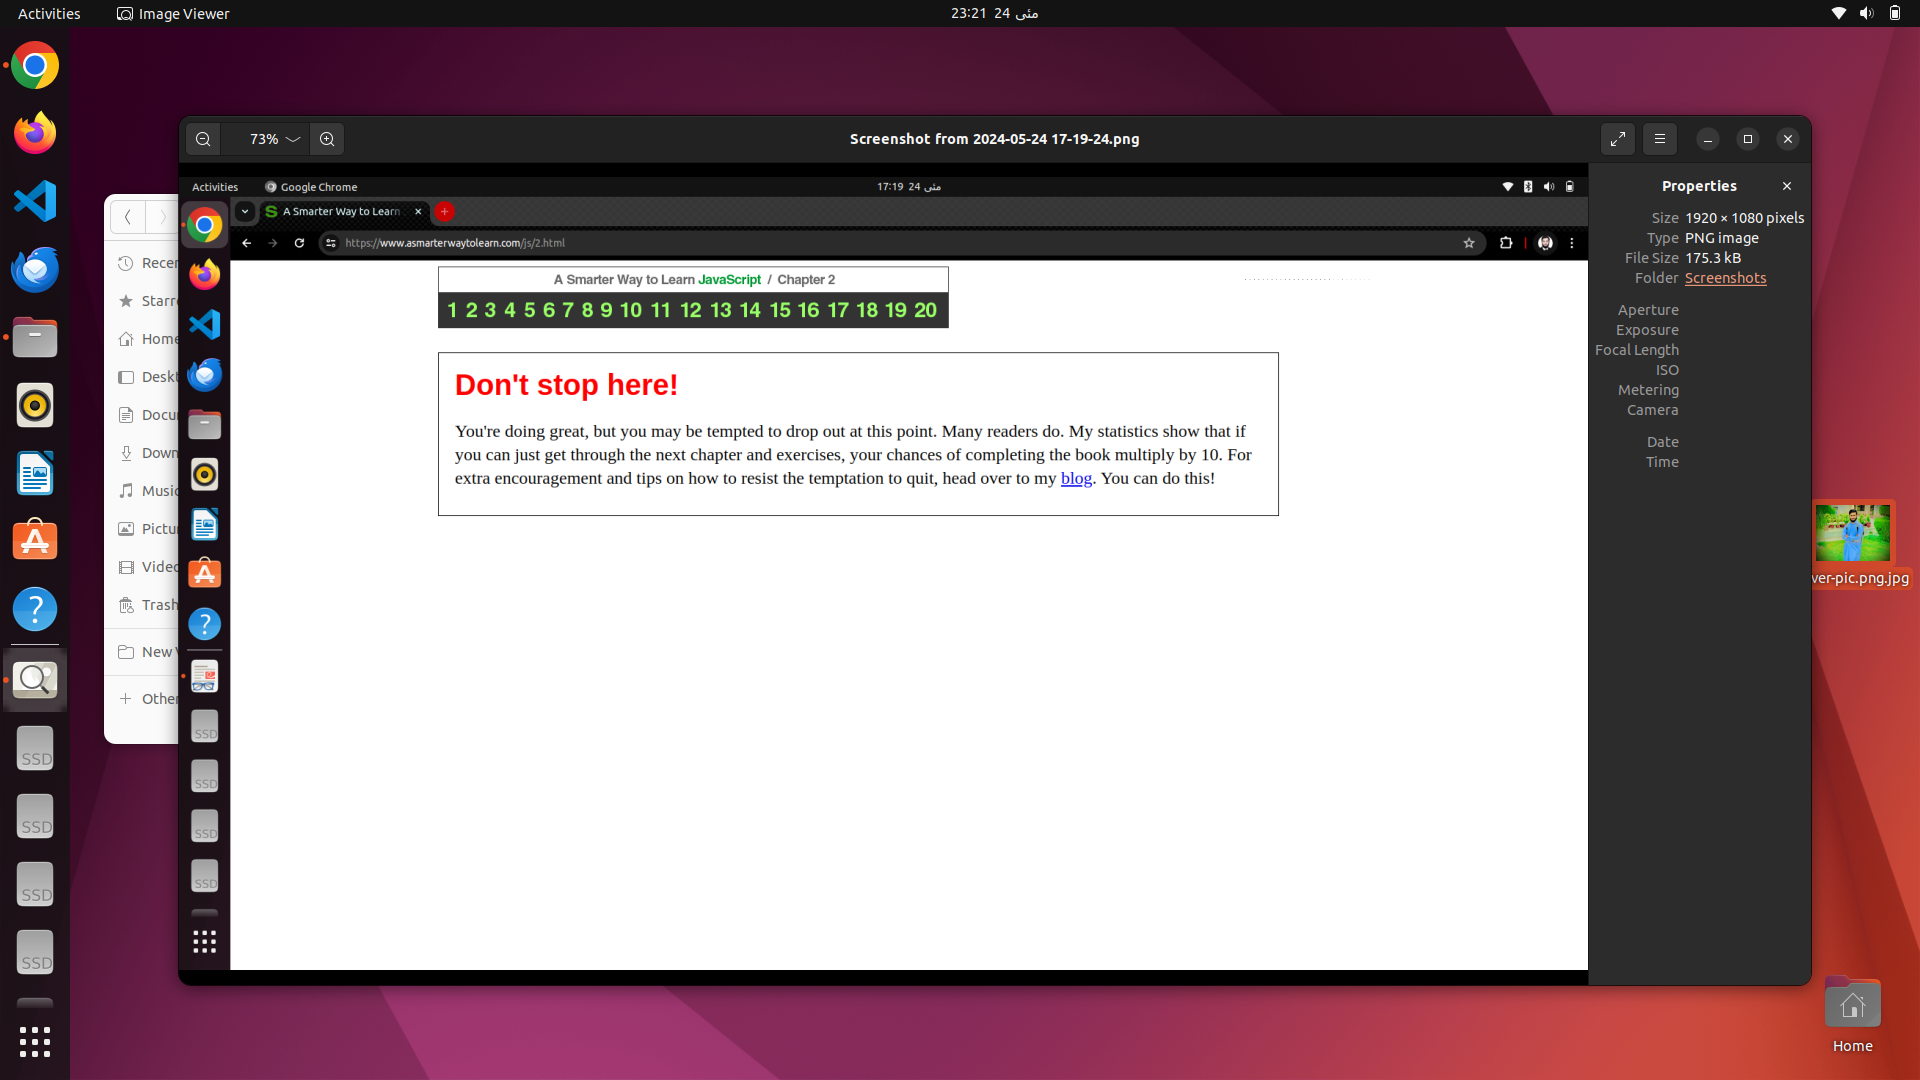 Activities
Image Viewer
23:21 24 مئی
73%
Screenshot from 2024-05-24 17-19-24.png
Recen
Starre
Home
Deskt
Docu
Down
Music
Pictu
Video
Trash
New V
Other
Activities
Google Chrome
17:19 24 مئی
A Smarter Way to Learn
https://www.asmarterwaytolearn.com/js/2.html
A Smarter Way to Learn JavaScript / Chapter 2
1 2 3 4 5 6 7 8 9 10 11 12 13 14 15 16 17 18 19 20
Don't stop here!
You're doing great, but you may be tempted to drop out at this point. Many readers do. My statistics show that if
you can just get through the next chapter and exercises, your chances of completing the book multiply by 10. For
extra encouragement and tips on how to resist the temptation to quit, head over to my blog. You can do this!
SSD
SSD
SSD
SSD
SSD
SSD
SSD
SSD
Properties
Size 1920 × 1080 pixels
Type PNG image
File Size 175.3 kB
Folder Screenshots
Aperture
Exposure
Focal Length
ISO
Metering
Camera
Date
Time
ver-pic.png.jpg
Home